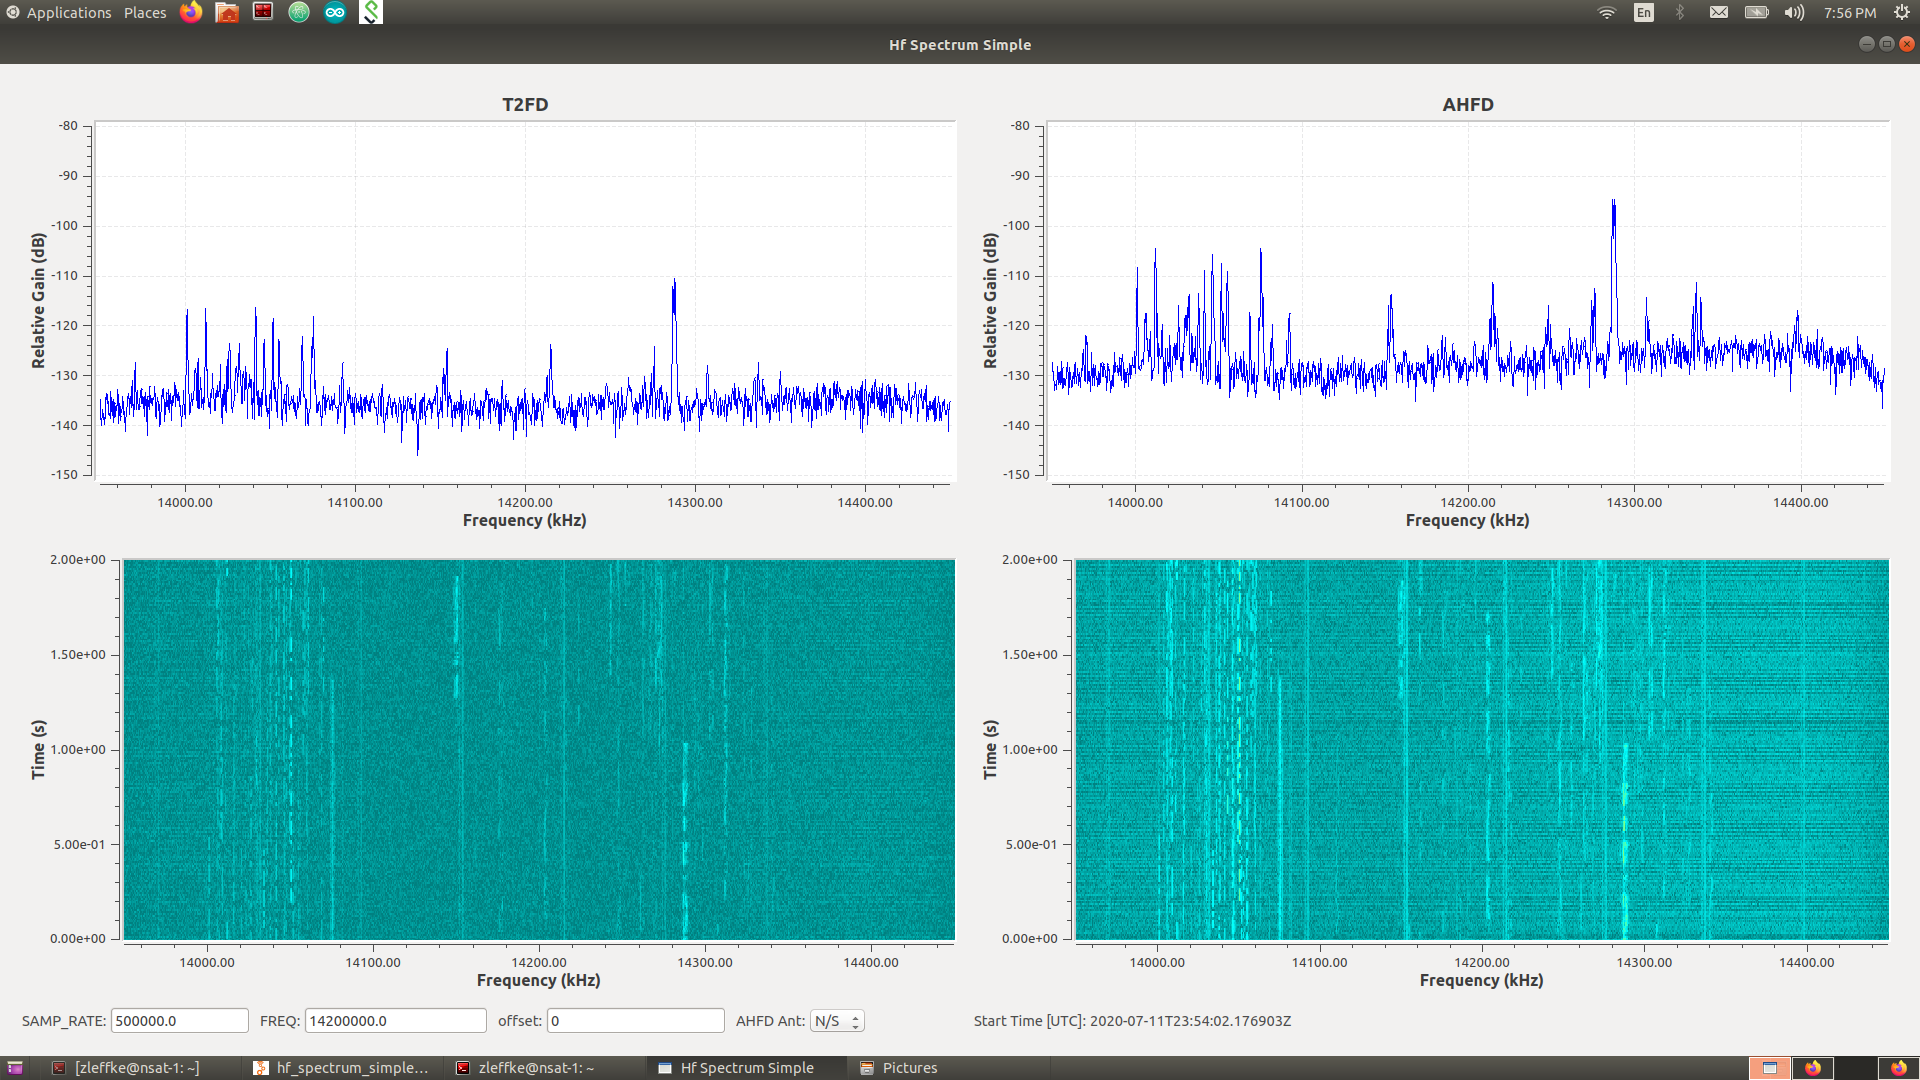 Applications Places En 7:56 PM
Hf Spectrum Simple
T2FD
-80
-90
-100
-110
-120
-130
-140
-150
Relative Gain (dB)
14000.00 14100.00 14200.00 14300.00 14400.00
Frequency (kHz)
AHFD
-80
-90
-100
-110
-120
-130
-140
-150
Relative Gain (dB)
14000.00 14100.00 14200.00 14300.00 14400.00
Frequency (kHz)
2.00e+00
1.50e+00
1.00e+00
5.00e-01
0.00e+00
Time (s)
14000.00 14100.00 14200.00 14300.00 14400.00
Frequency (kHz)
2.00e+00
1.50e+00
1.00e+00
5.00e-01
0.00e+00
Time (s)
14000.00 14100.00 14200.00 14300.00 14400.00
Frequency (kHz)
SAMP_RATE: 500000.0 FREQ: 14200000.0 offset: 0 AHFD Ant: N/S Start Time [UTC]: 2020-07-11T23:54:02.176903Z
[zleffke@nsat-1: ~] hf_spectrum_simple... zleffke@nsat-1: ~ Hf Spectrum Simple Pictures